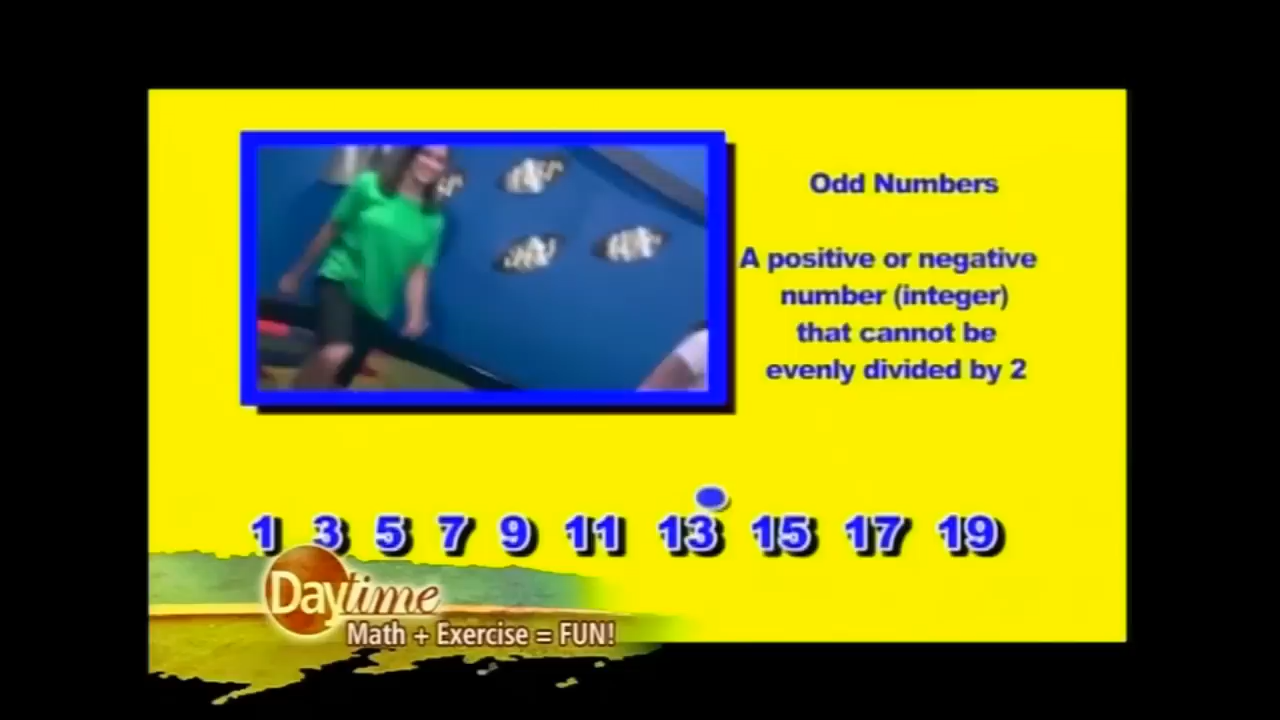 Odd Numbers
A positive or negative
number (integer)
that cannot be
evenly divided by 2
1 3 5 7 9 11 13 15 17 19
Daytime
Math + Exercise = FUN!